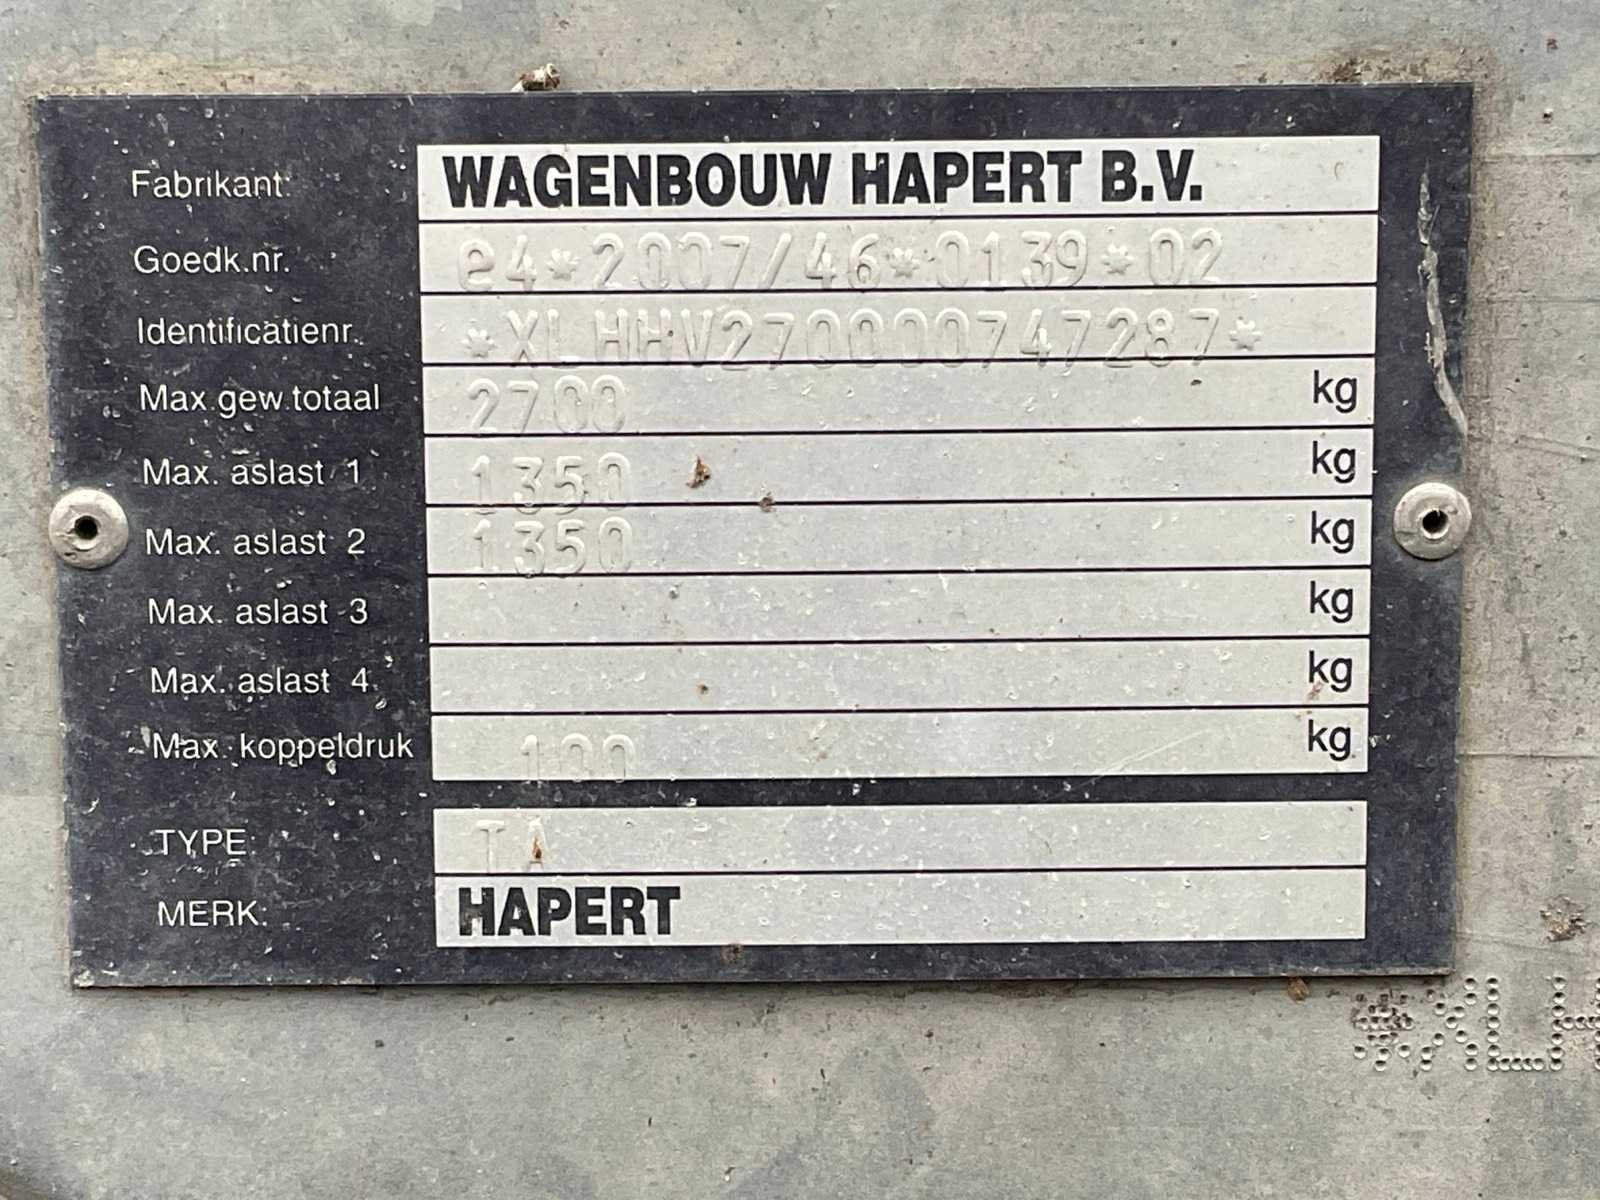 Fabrikant: WAGENBOUW HAPERT B.V.
Goedk.nr. e4*2007/46*0139*02
Identificatienr. *XLHHV270000747287*
Max.gew.totaal 2700 kg
Max. aslast 1 1350 kg
Max. aslast 2 1350 kg
Max. aslast 3 kg
Max. aslast 4 kg
Max. koppeldruk 100 kg
TYPE: TA
MERK: HAPERT
*XLH